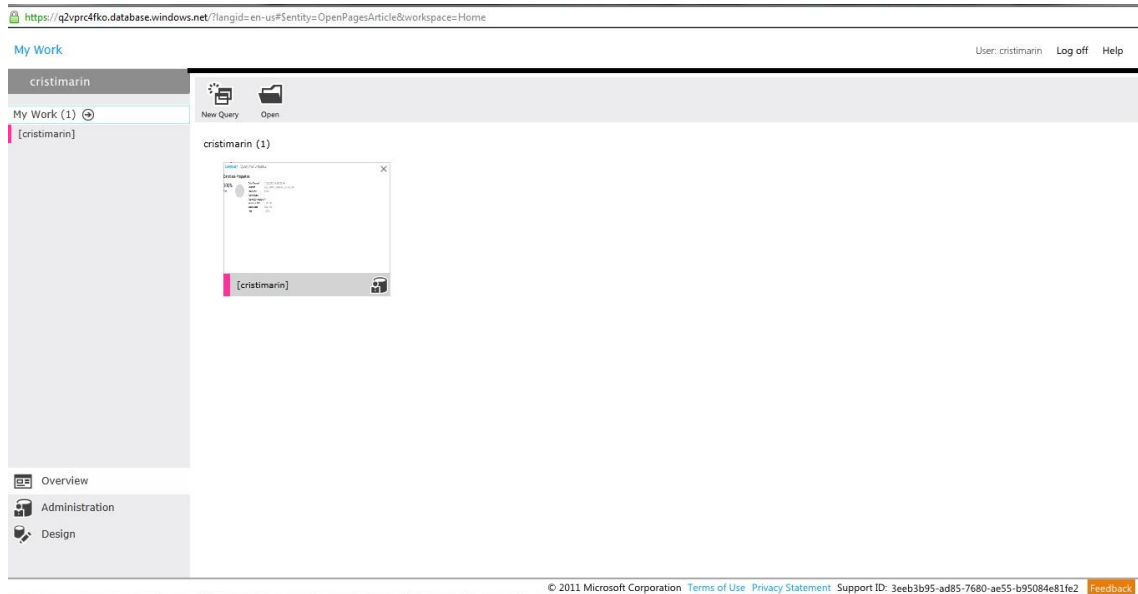 https://q2vprc4fko.database.windows.net/?langid=en-us#$entity=OpenPagesArticle&workspace=Home
My Work
User: cristimarin Log off Help
cristimarin
My Work (1)
[cristimarin]
New Query Open
cristimarin (1)
[cristimarin]
Overview
Administration
Design
© 2011 Microsoft Corporation Terms of Use Privacy Statement Support ID: 3eeb3b95-ad85-7680-ae55-b95084e81fe2 Feedback